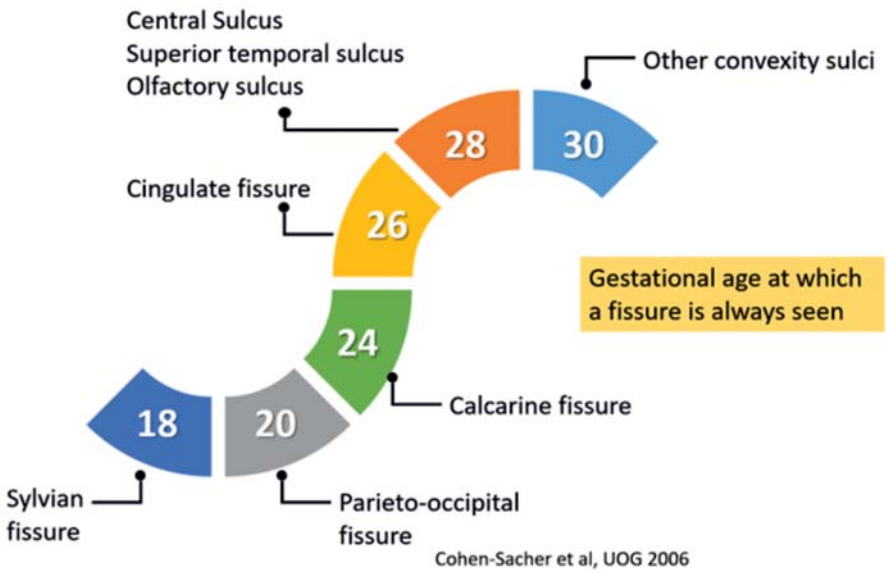 Central Sulcus
Superior temporal sulcus
Olfactory sulcus
Other convexity sulci
28
30
Cingulate fissure
26
Gestational age at which
a fissure is always seen
24
Calcarine fissure
18
20
Sylvian
fissure
Parieto-occipital
fissure
Cohen-Sacher et al, UOG 2006